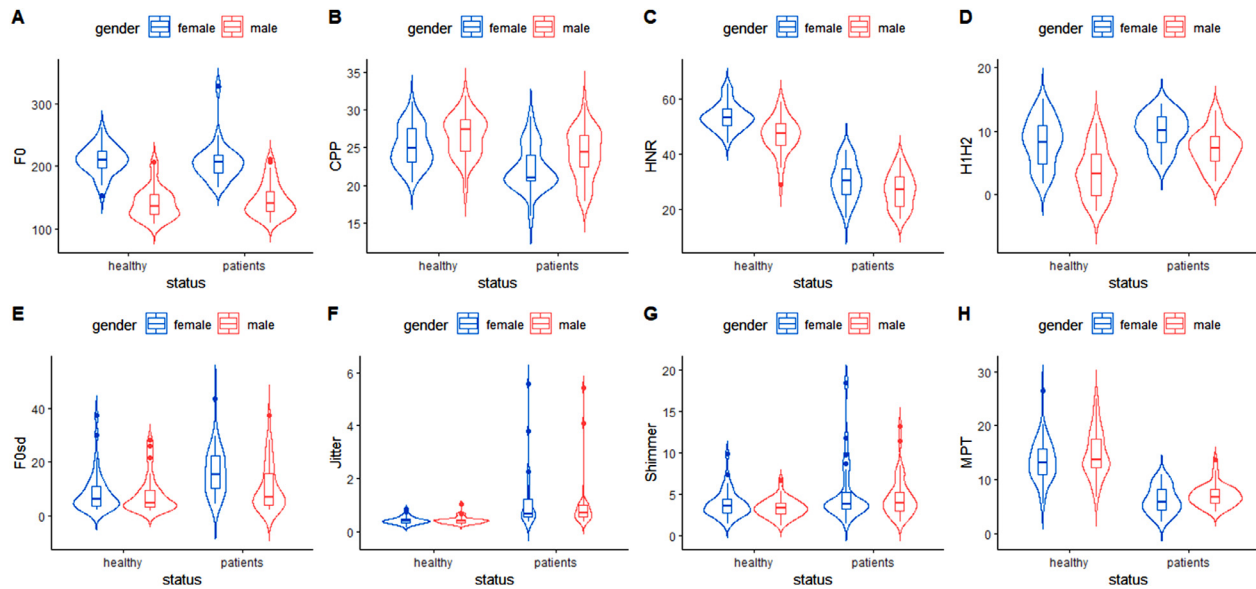 A
gender female male
F0
300
200
100
healthy patients
status
B
gender female male
CPP
35
30
25
20
15
healthy patients
status
C
gender female male
HNR
60
40
20
healthy patients
status
D
gender female male
H1H2
20
10
0
healthy patients
status
E
gender female male
F0sd
40
20
0
healthy patients
status
F
gender female male
Jitter
6
4
2
0
healthy patients
status
G
gender female male
Shimmer
20
15
10
5
0
healthy patients
status
H
gender female male
MPT
30
20
10
0
healthy patients
status